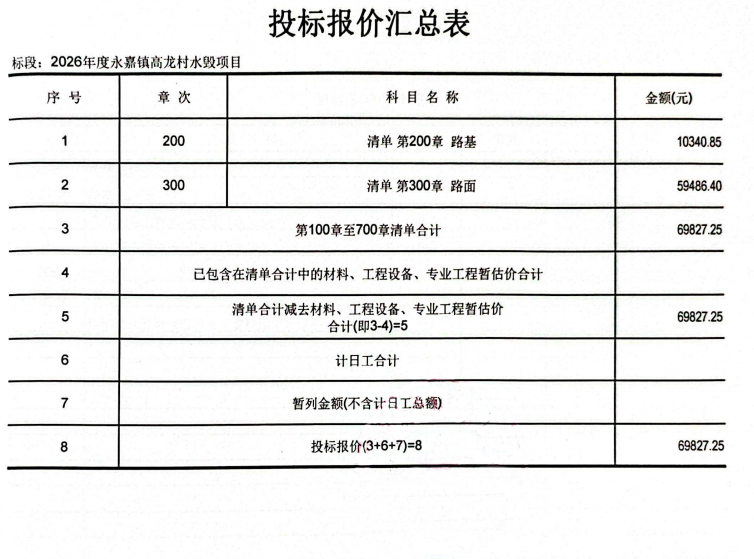 投标报价汇总表
标段：2026年度永嘉镇高龙村水毁项目
序 号 章 次 科 目 名 称 金额(元)
1 200 清单 第200章 路基 10340.85
2 300 清单 第300章 路面 59486.40
3 第100章至700章清单合计 69827.25
4 已包含在清单合计中的材料、工程设备、专业工程暂估价合计
5 清单合计减去材料、工程设备、专业工程暂估价 69827.25
合计(即3-4)=5
6 计日工合计
7 暂列金额(不含计日工总额)
8 投标报价(3+6+7)=8 69827.25